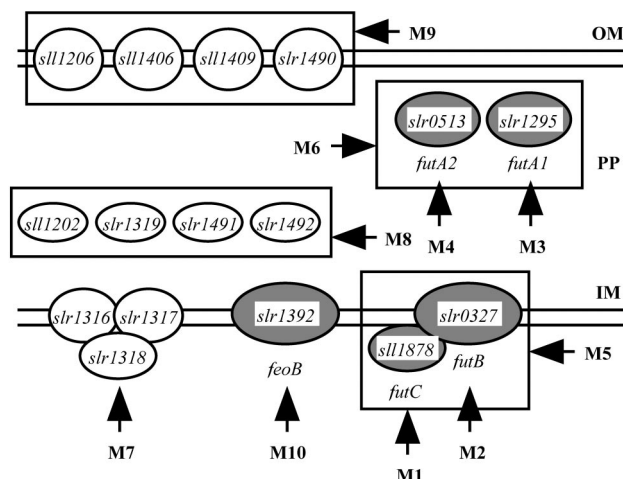 M9
OM
sll1206 sll1406 sll1409 slr1490
slr0513 slr1295
M6
futA2 futA1
PP
M4 M3
sll1202 slr1319 slr1491 slr1492
M8
IM
slr1316 slr1317 slr1392 slr0327
slr1318 sll1878
M5
feoB futB
futC
M7 M10 M2
M1